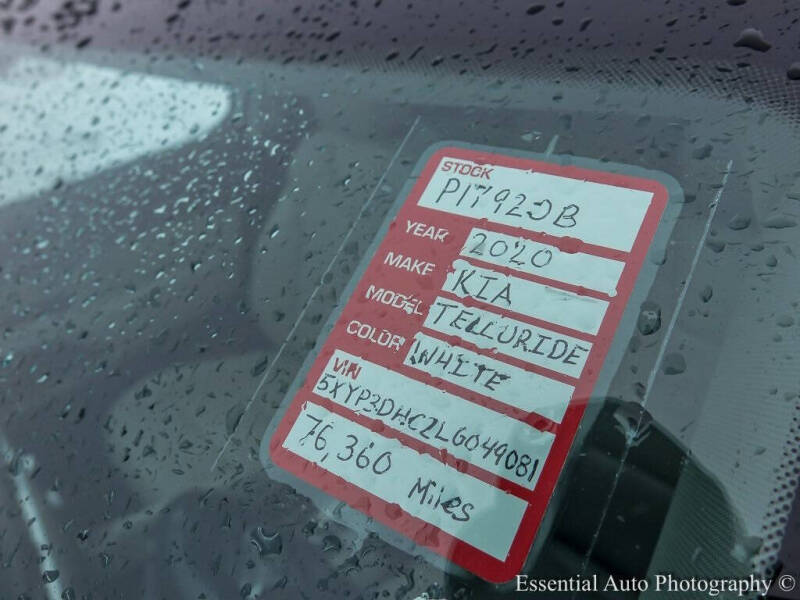 STOCK
P17920B
YEAR 2020
MAKE KIA
MODEL TELLURIDE
COLOR WHITE
VIN
5XYP3DHC2LG049081
76,360 Miles
Essential Auto Photography ©